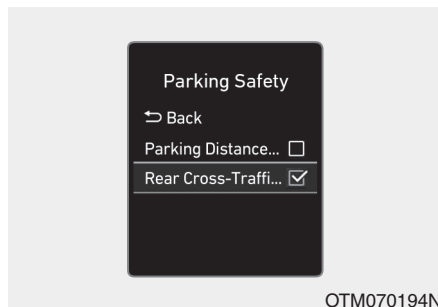 Parking Safety
Back
Parking Distance...
Rear Cross-Traffi...
OTM070194N